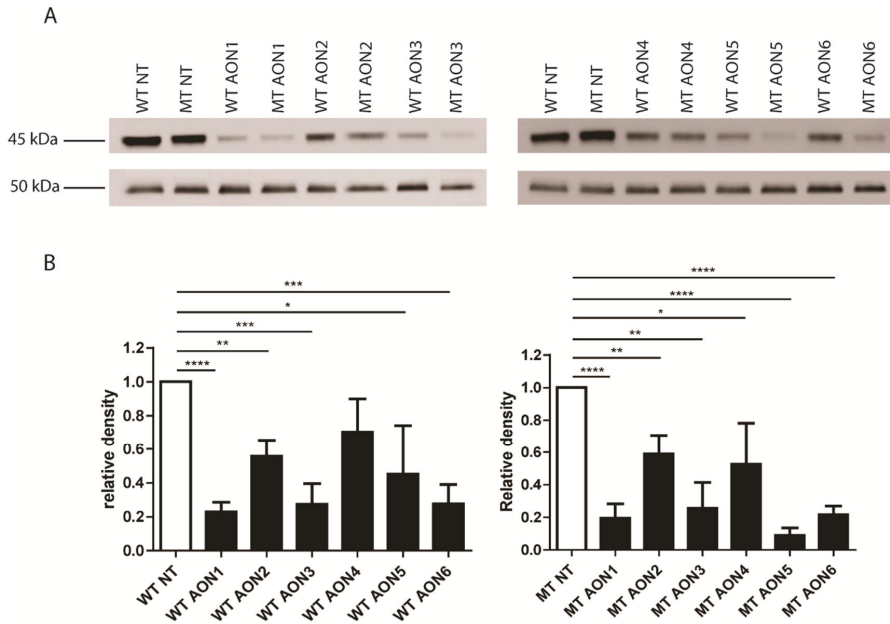 A
WT NT
MT NT
WT AON1
MT AON1
WT AON2
MT AON2
WT AON3
MT AON3
WT NT
MT NT
WT AON4
MT AON4
WT AON5
MT AON5
WT AON6
MT AON6
45 kDa
50 kDa
B
***
*
***
**
****
1.2
1.0
0.8
0.6
0.4
0.2
0.0
relative density
WT NT
WT AON1
WT AON2
WT AON3
WT AON4
WT AON5
WT AON6
****
****
*
**
**
****
1.2
1.0
0.8
0.6
0.4
0.2
0.0
Relative density
MT NT
MT AON1
MT AON2
MT AON3
MT AON4
MT AON5
MT AON6